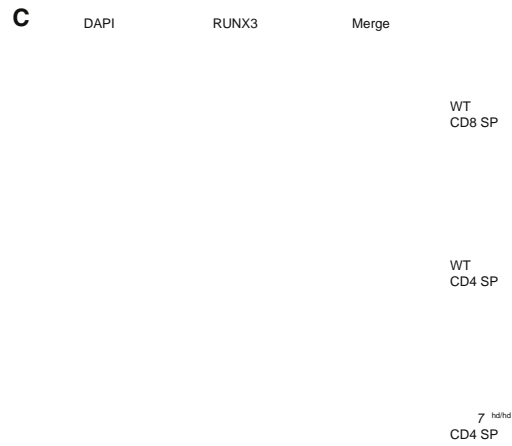 C DAPI RUNX3 Merge
WT
CD8 SP
WT
CD4 SP
7 hd/hd
CD4 SP